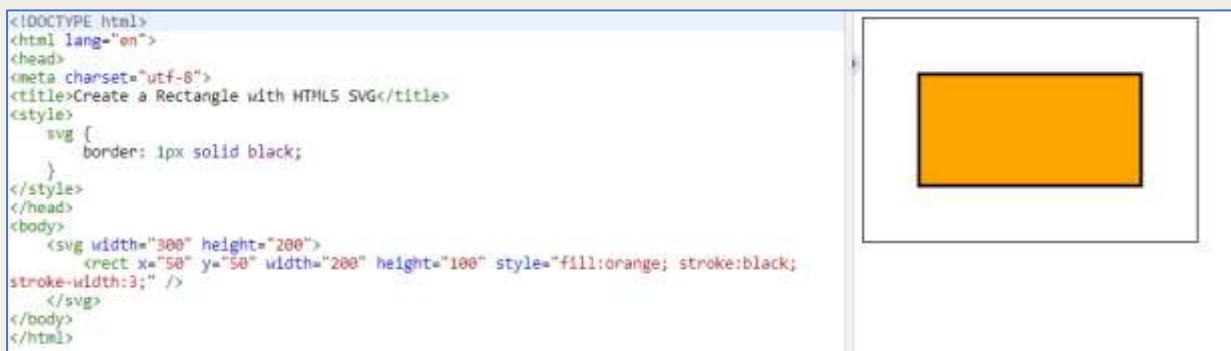 <!DOCTYPE html>
<html lang="en">
<head>
<meta charset="utf-8">
<title>Create a Rectangle with HTML5 SVG</title>
<style>
    svg {
        border: 1px solid black;
    }
</style>
</head>
<body>
    <svg width="300" height="200">
        <rect x="50" y="50" width="200" height="100" style="fill:orange; stroke:black;
stroke-width:3;" />
    </svg>
</body>
</html>